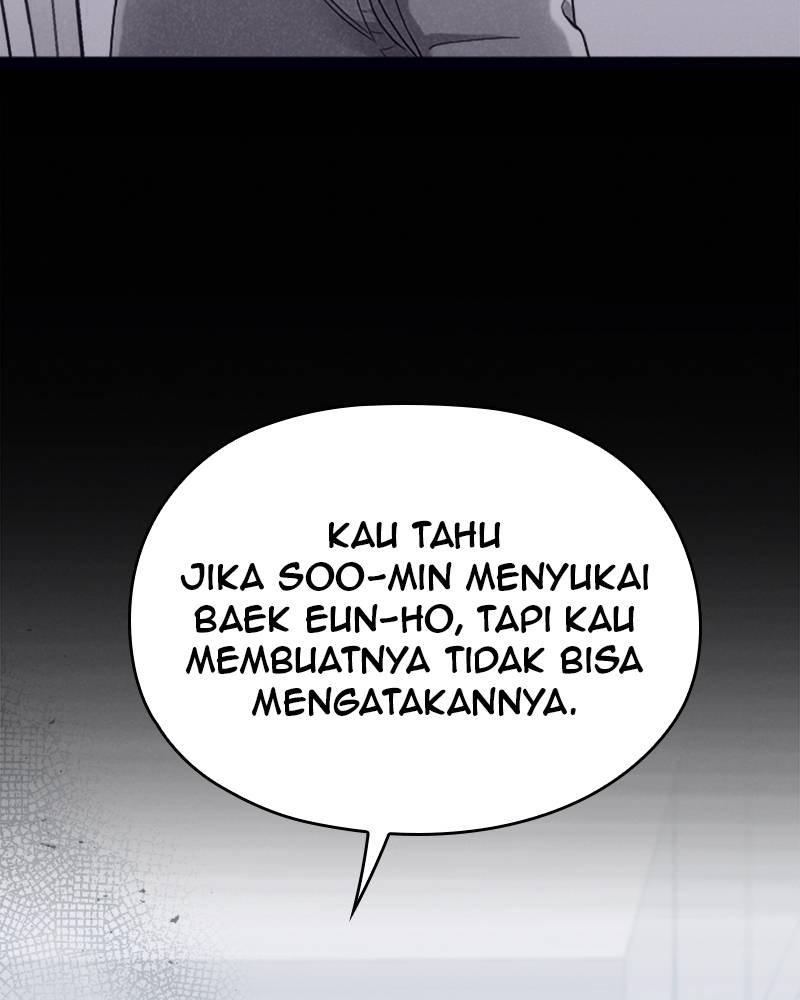 KAU TAHU
JIKA SOO-MIN MENYUKAI
BAEK EUN-HO, TAPI KAU
MEMBUATNYA TIDAK BISA
MENGATAKANNYA.